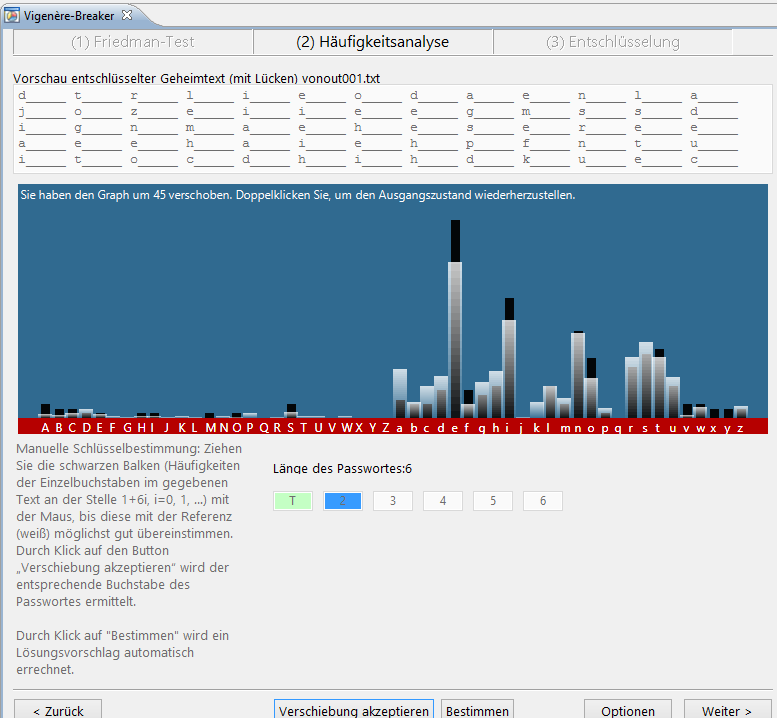 Vigenère-Breaker
(1) Friedman-Test (2) Häufigkeitsanalyse (3) Entschlüsselung
Vorschau entschlüsselter Geheimtext (mit Lücken) vonout001.txt
d_____ t_____ r_____ l_____ i_____ e_____ o_____ d_____ a_____ e_____ n_____ l_____ a_____
j_____ o_____ z_____ e_____ i_____ i_____ e_____ e_____ g_____ m_____ s_____ s_____ d_____
i_____ g_____ n_____ m_____ a_____ e_____ h_____ e_____ s_____ e_____ r_____ e_____ e_____
a_____ e_____ e_____ h_____ a_____ i_____ e_____ h_____ p_____ f_____ n_____ t_____ u_____
i_____ t_____ o_____ c_____ d_____ h_____ i_____ h_____ d_____ k_____ u_____ e_____ c_____
Sie haben den Graph um 45 verschoben. Doppelklicken Sie, um den Ausgangszustand wiederherzustellen.
A B C D E F G H I J K L M N O P Q R S T U V W X Y Z a b c d e f g h i j k l m n o p q r s t u v w x y z
Manuelle Schlüsselbestimmung: Ziehen
Sie die schwarzen Balken (Häufigkeiten
der Einzelbuchstaben im gegebenen
Text an der Stelle 1+6i, i=0, 1, ...) mit
der Maus, bis diese mit der Referenz
(weiß) möglichst gut übereinstimmen.
Durch Klick auf den Button
„Verschiebung akzeptieren“ wird der
entsprechende Buchstabe des
Passwortes ermittelt.
Durch Klick auf "Bestimmen" wird ein
Lösungsvorschlag automatisch
errechnet.
Länge des Passwortes:6
T 2 3 4 5 6
< Zurück Verschiebung akzeptieren Bestimmen Optionen Weiter >